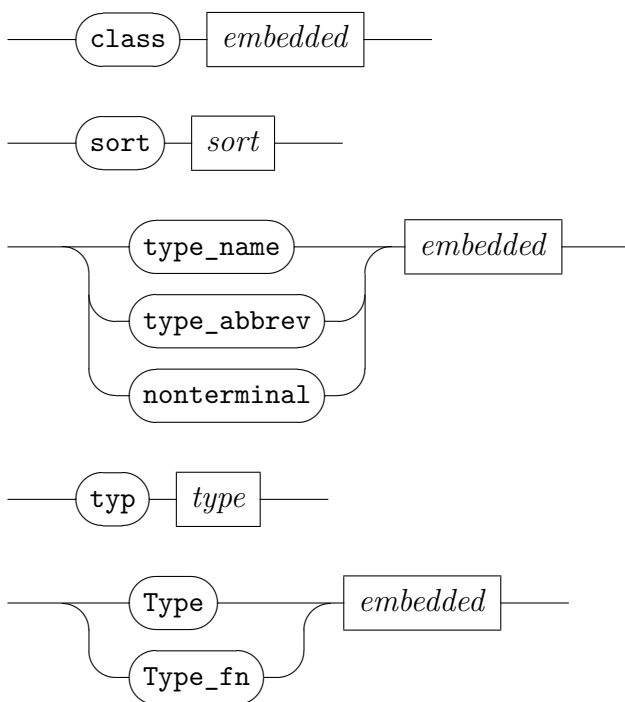 class embedded
sort sort
type_name embedded
type_abbrev
nonterminal
typ type
Type embedded
Type_fn